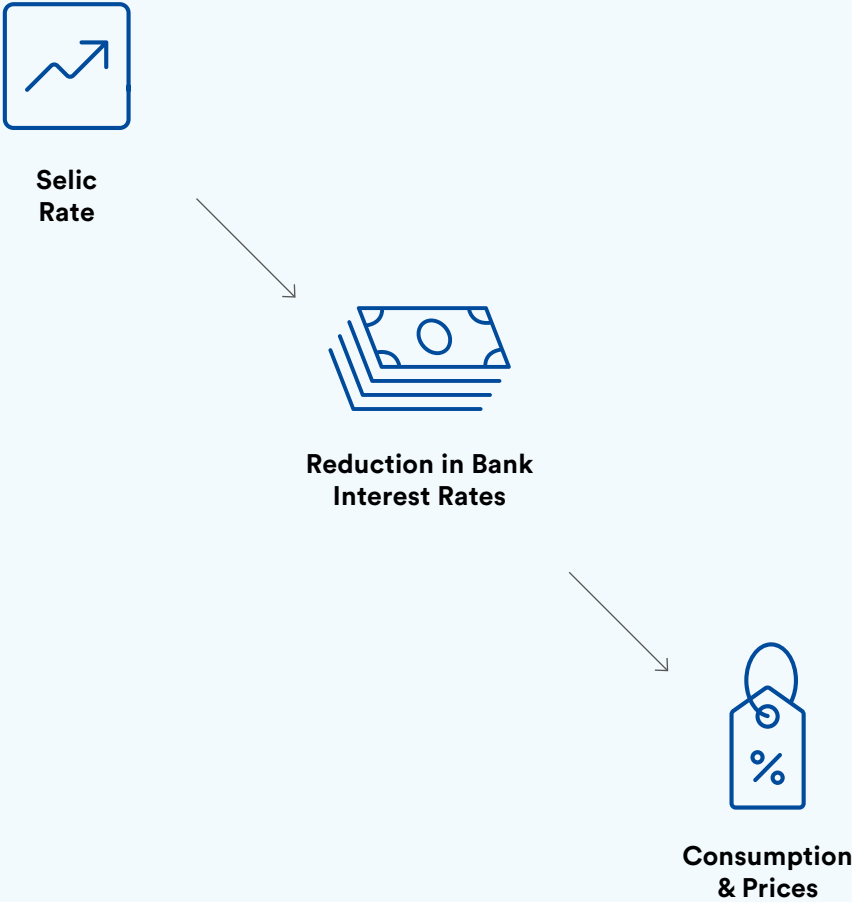 Selic
Rate
Reduction in Bank
Interest Rates
%
Consumption
& Prices